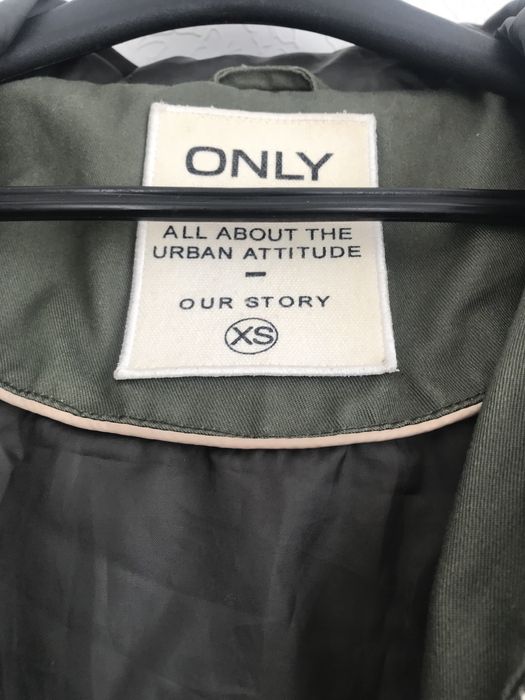 ONLY
ALL ABOUT THE
URBAN ATTITUDE
-
OUR STORY
XS